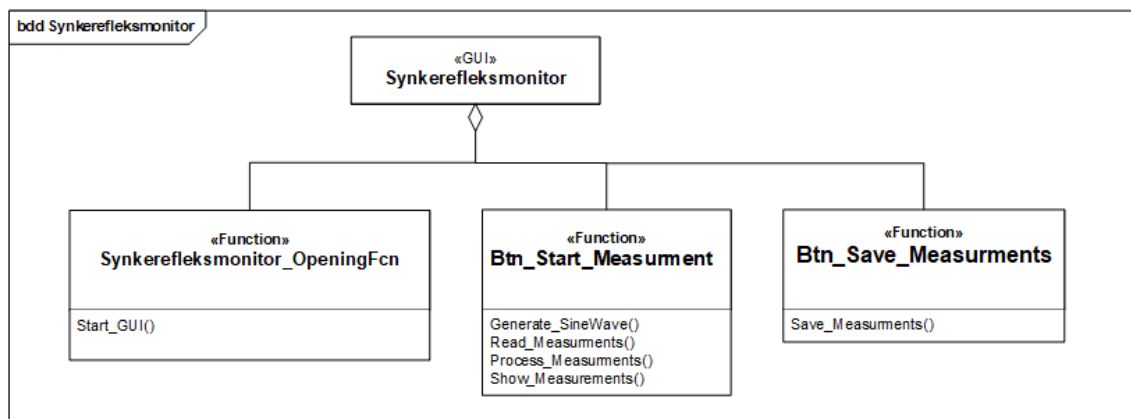 bdd Synkerefleksmonitor
«GUI»
Synkerefleksmonitor
«Function»
Synkerefleksmonitor_OpeningFcn
Start_GUI()
«Function»
Btn_Start_Measurment
Generate_SineWave()
Read_Measurments()
Process_Measurments()
Show_Measurements()
«Function»
Btn_Save_Measurments
Save_Measurments()